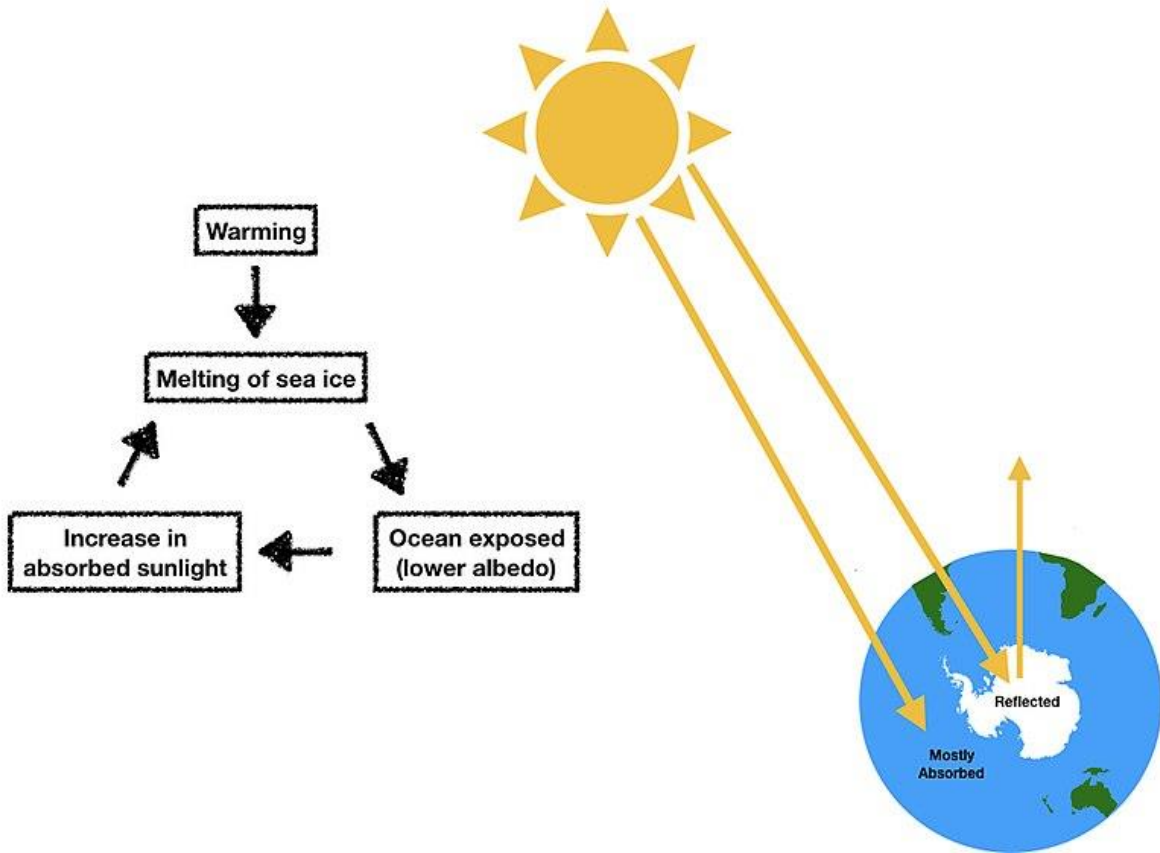 Warming
Melting of sea ice
Increase in
absorbed sunlight
Ocean exposed
(lower albedo)
Reflected
Mostly
Absorbed